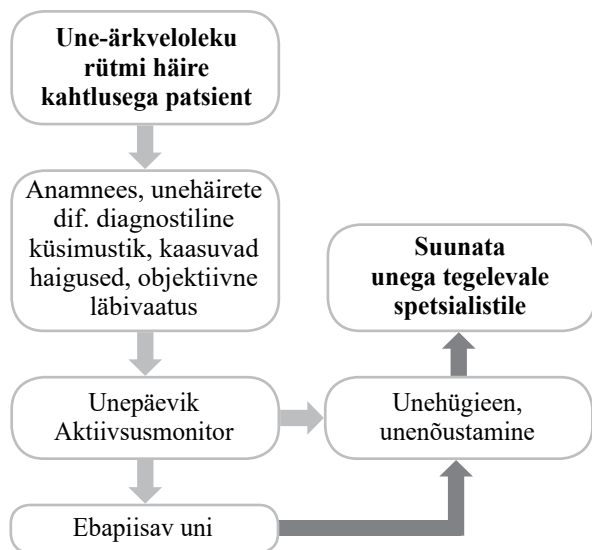 Une-ärkveloleku
rütmi häire
kahtlusega patsient
Anamnees, unehäirete
dif. diagnostiline
küsimustik, kaasuvad
haigused, objektiivne
läbivaatus
Suunata
unega tegelevale
spetsialistile
Unepäevik
Aktiivsusmonitor
Unehügieen,
unenõustamine
Ebapiisav uni